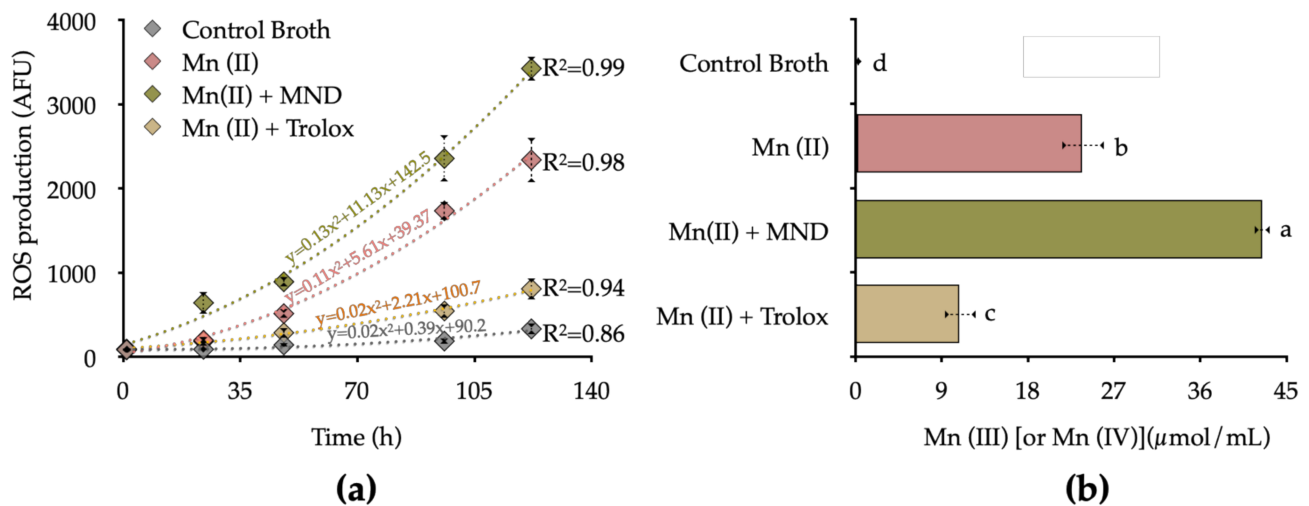 4000
3000
2000
1000
0
ROS production (AFU)
Control Broth
Mn (II)
Mn(II) + MND
Mn (II) + Trolox
R²=0.99
R²=0.98
R²=0.94
R²=0.86
y=0.13x²+11.13x+142.5
y=0.11x²+5.61x+39.37
y=0.02x²+2.21x+100.7
y=0.02x²+0.39x+90.2
0 35 70 105 140
Time (h)
(a)
Control Broth
d
Mn (II)
b
Mn(II) + MND
a
Mn (II) + Trolox
c
0 9 18 27 36 45
Mn (III) [or Mn (IV)](µmol/mL)
(b)